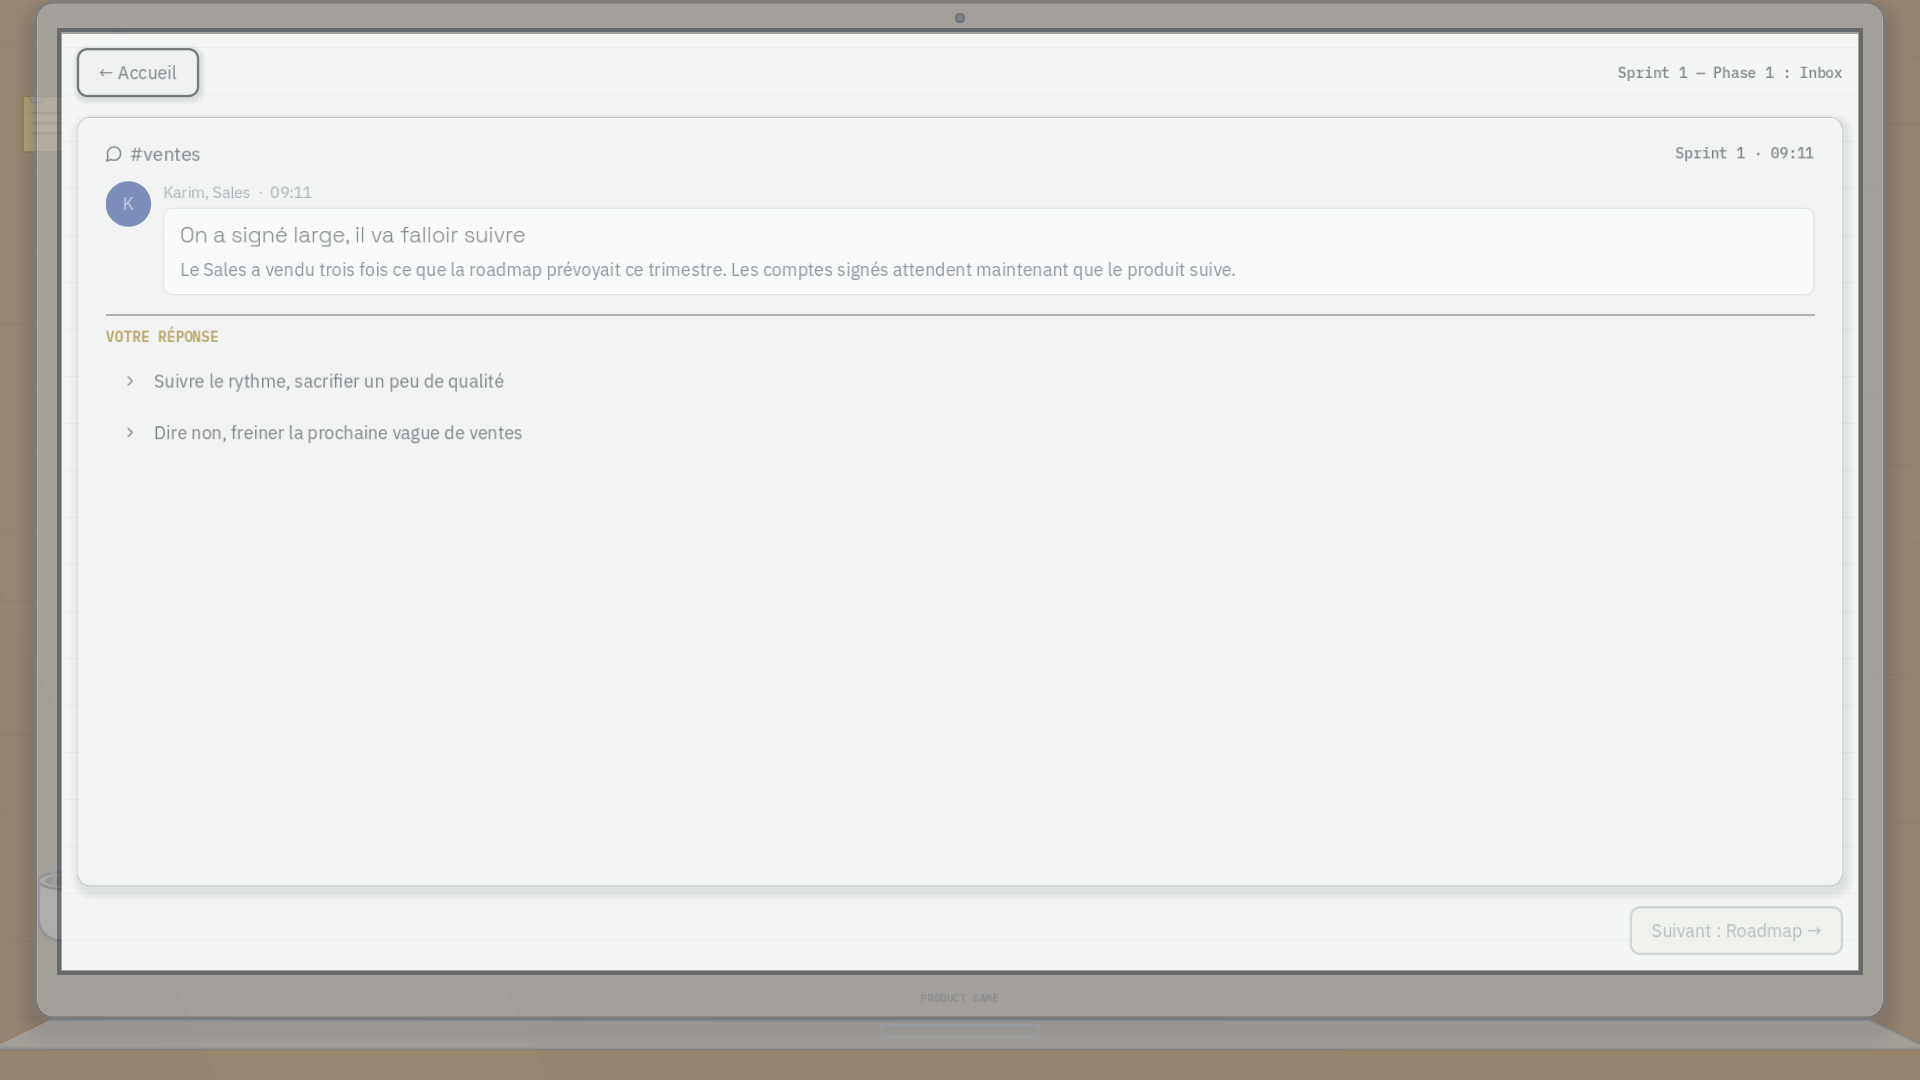 ← Accueil
Sprint 1 — Phase 1 : Inbox
#ventes
Sprint 1 · 09:11
K
Karim, Sales · 09:11
On a signé large, il va falloir suivre
Le Sales a vendu trois fois ce que la roadmap prévoyait ce trimestre. Les comptes signés attendent maintenant que le produit suive.
VOTRE RÉPONSE
Suivre le rythme, sacrifier un peu de qualité
Dire non, freiner la prochaine vague de ventes
Suivant : Roadmap →
PRODUCT GAME